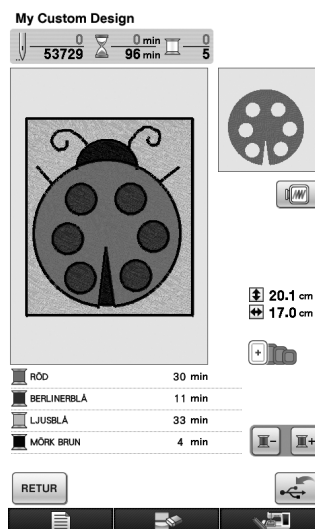 My Custom Design
0 0 min 0
53729 96 min 5
20.1 cm
17.0 cm
RÖD 30 min
BERLINERBLÅ 11 min
LJUSBLÅ 33 min
MÖRK BRUN 4 min
RETUR